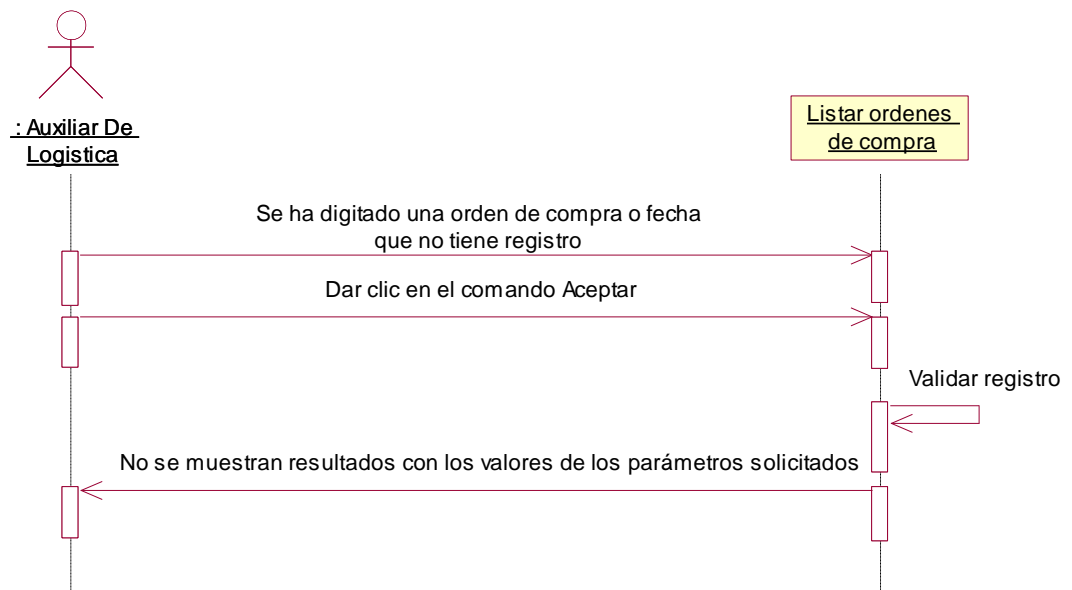 : Auxiliar De
Logistica
Listar ordenes
de compra
Se ha digitado una orden de compra o fecha
que no tiene registro
Dar clic en el comando Aceptar
Validar registro
No se muestran resultados con los valores de los parámetros solicitados